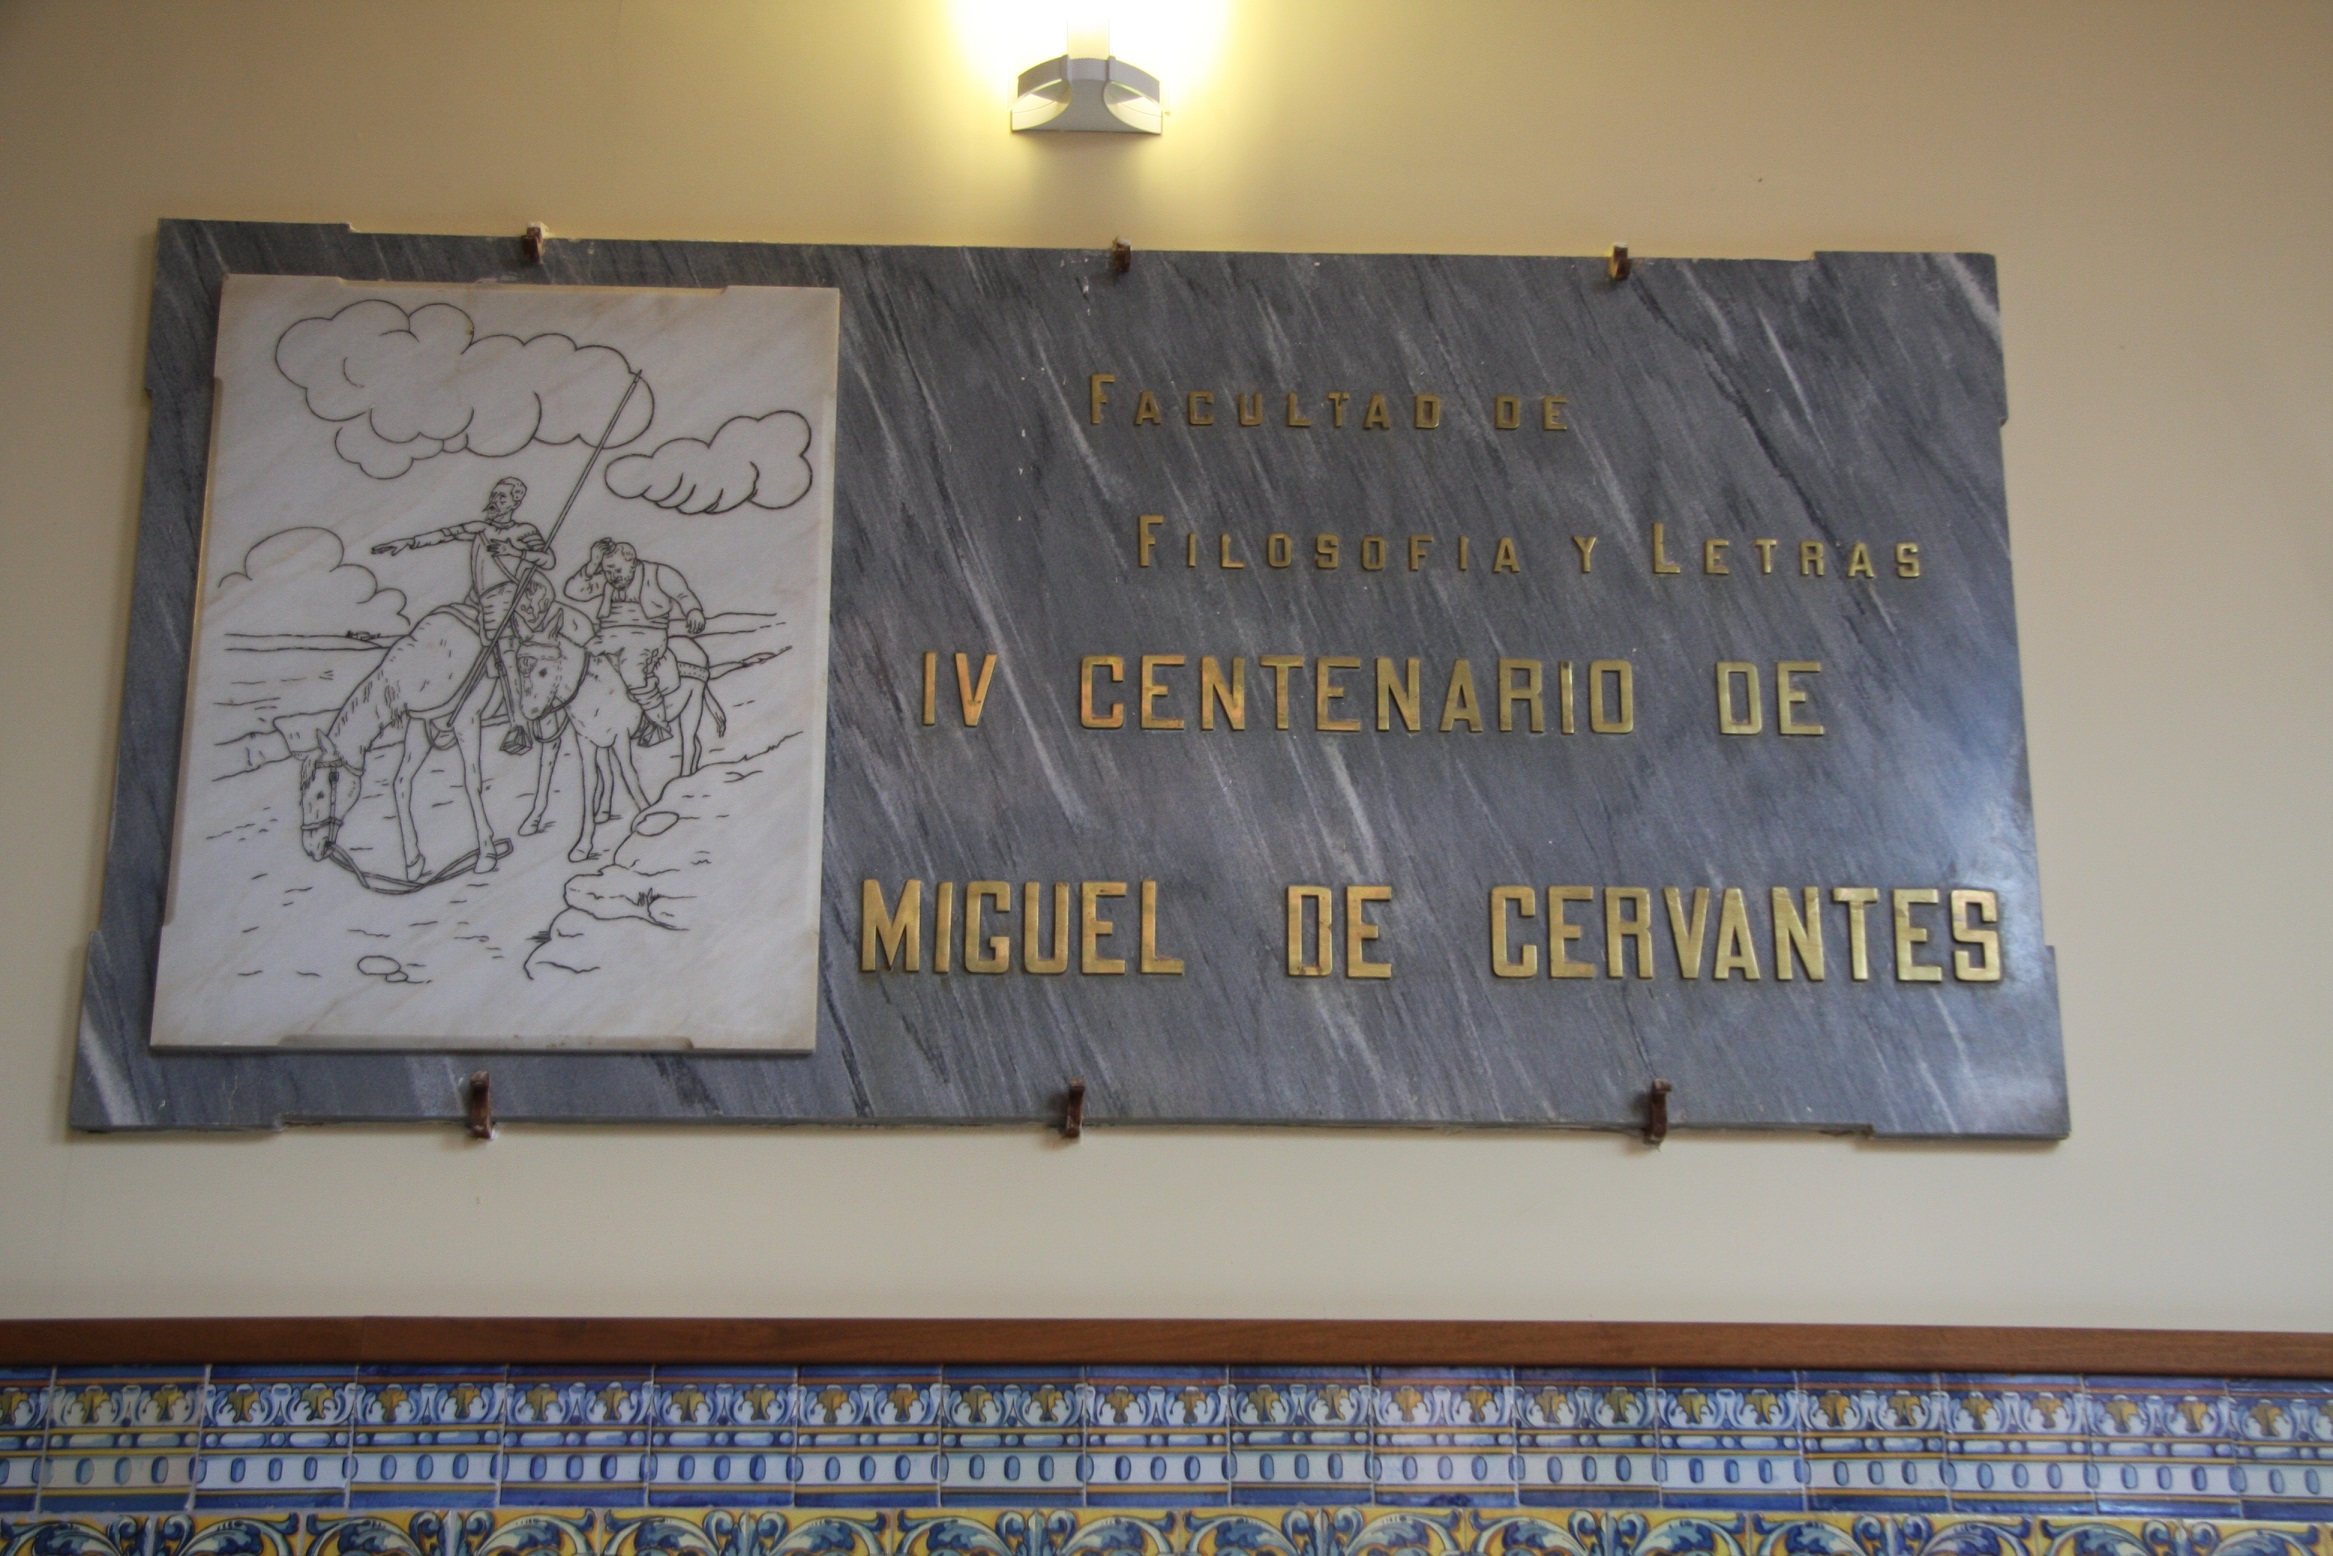 FACULTAD DE
FILOSOFIA Y LETRAS
IV CENTENARIO DE
MIGUEL DE CERVANTES